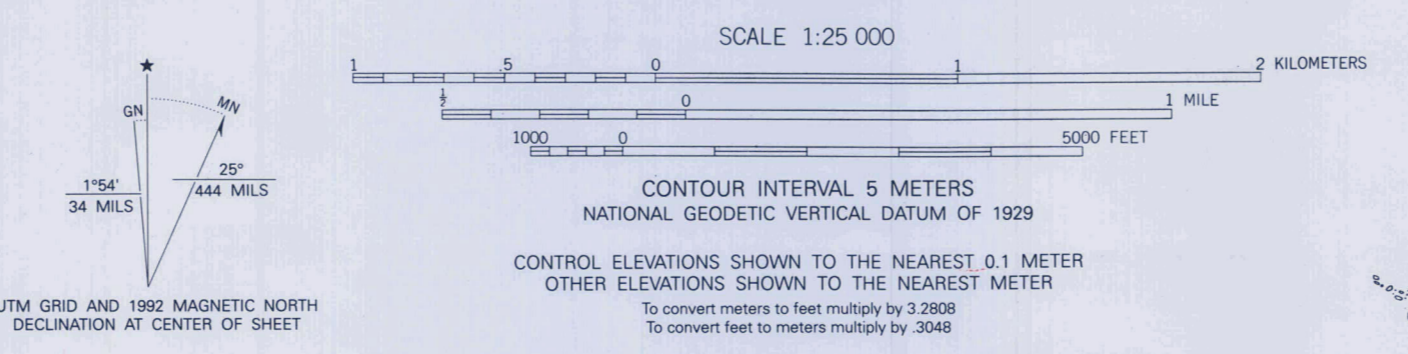 SCALE 1:25 000
1 .5 0 1 2 KILOMETERS
½ 0 1 MILE
1000 0 5000 FEET
CONTOUR INTERVAL 5 METERS
NATIONAL GEODETIC VERTICAL DATUM OF 1929
CONTROL ELEVATIONS SHOWN TO THE NEAREST 0.1 METER
OTHER ELEVATIONS SHOWN TO THE NEAREST METER
To convert meters to feet multiply by 3.2808
To convert feet to meters multiply by .3048
★
GN MN
1°54'
34 MILS
25°
444 MILS
UTM GRID AND 1992 MAGNETIC NORTH
DECLINATION AT CENTER OF SHEET